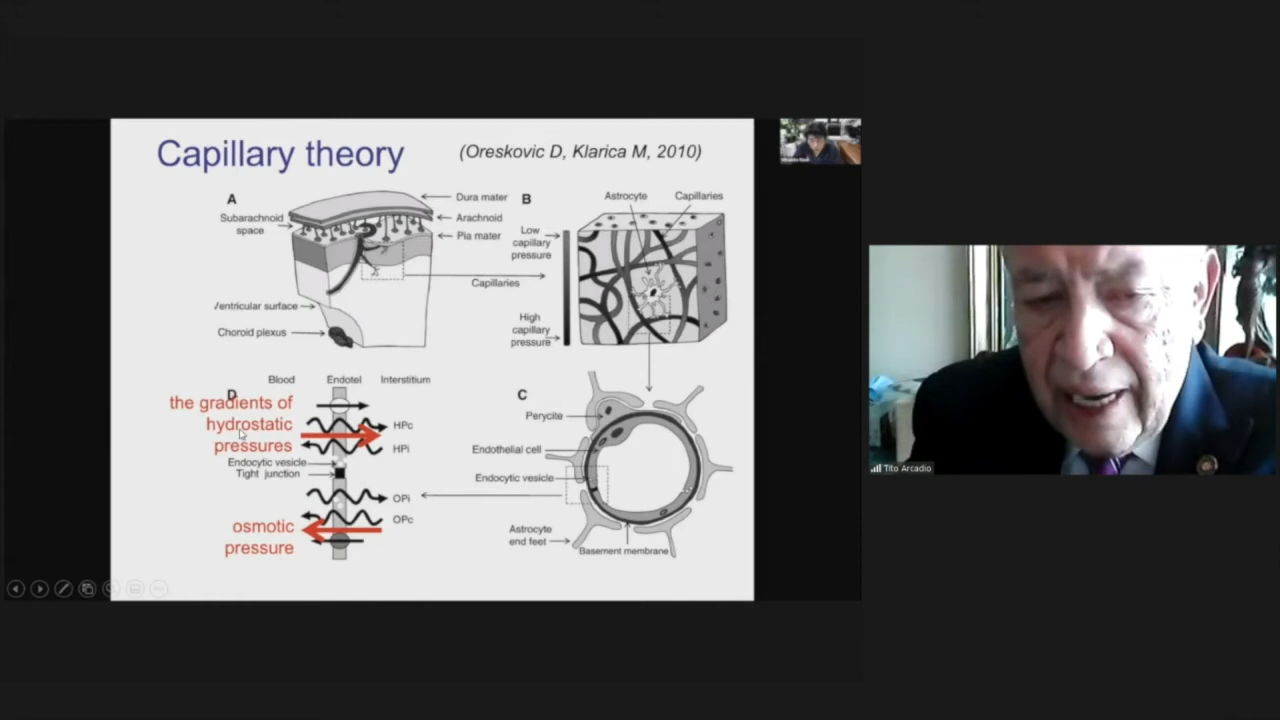 Capillary theory
(Oreskovic D, Klarica M, 2010)
A
Dura mater
Subarachnoid
space
Arachnoid
Pia mater
Capillaries
Ventricular surface
Choroid plexus
B
Astrocyte
Capillaries
Low
capillary
pressure
High
capillary
pressure
D
Blood
Endotel
Interstitium
the gradients of
hydrostatic
pressures
HPc
HPi
Endocytic vesicle
Tight junction
OPi
OPc
osmotic
pressure
C
Perycite
Endothelial cell
Endocytic vesicle
Astrocyte
end feet
Basement membrane
Tito Arcadio